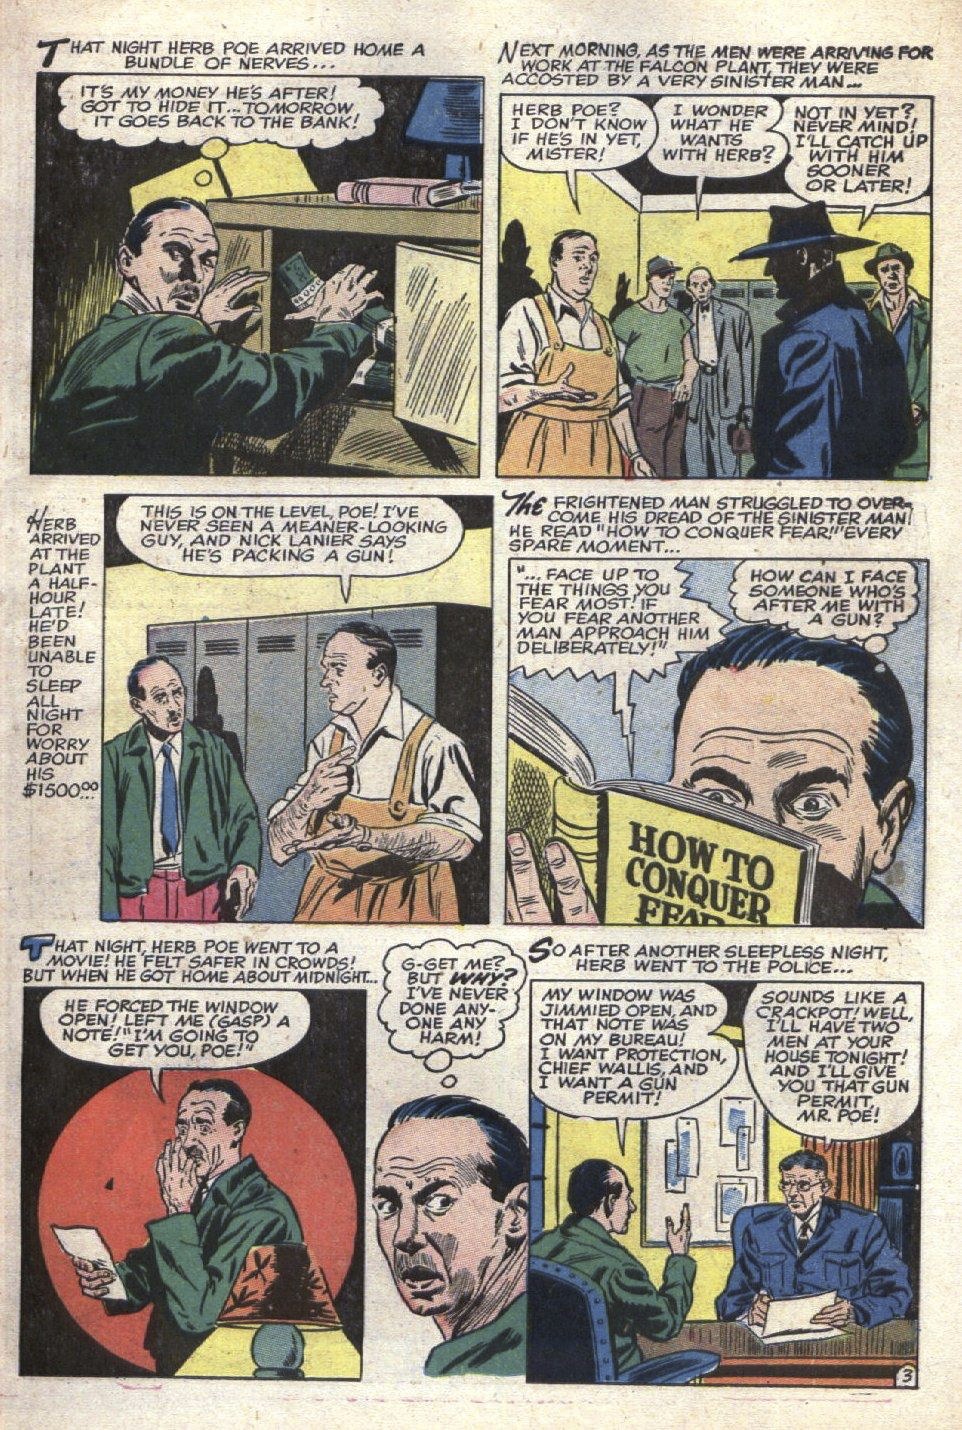 THAT NIGHT HERB POE ARRIVED HOME A
BUNDLE OF NERVES...
IT'S MY MONEY HE'S AFTER!
GOT TO HIDE IT...TOMORROW
IT GOES BACK TO THE BANK!
NEXT MORNING, AS THE MEN WERE ARRIVING FOR
WORK AT THE FALCON PLANT, THEY WERE
ACCOSTED BY A VERY SINISTER MAN...
HERB POE?
I DON'T KNOW
IF HE'S IN YET,
MISTER!
I WONDER
WHAT HE
WANTS
WITH HERB?
NOT IN YET?
NEVER MIND!
I'LL CATCH UP
WITH HIM
SOONER
OR LATER!
HERB
ARRIVED
AT THE
PLANT
A HALF-
HOUR
LATE!
HE'D
BEEN
UNABLE
TO
SLEEP
ALL
NIGHT
FOR
WORRY
ABOUT
HIS
$1500.00...
THIS IS ON THE LEVEL, POE! I'VE
NEVER SEEN A MEANER-LOOKING
GUY, AND NICK LANIER SAYS
HE'S PACKING A GUN!
THE FRIGHTENED MAN STRUGGLED TO OVER-
COME HIS DREAD OF THE SINISTER MAN!
HE READ "HOW TO CONQUER FEAR!" EVERY
SPARE MOMENT...
"... FACE UP TO
THE THINGS YOU
FEAR MOST! IF
YOU FEAR ANOTHER
MAN APPROACH HIM
DELIBERATELY!"
HOW CAN I FACE
SOMEONE WHO'S
AFTER ME WITH
A GUN?
HOW TO
CONQUER
FEAR
THAT NIGHT, HERB POE WENT TO A
MOVIE! HE FELT SAFER IN CROWDS!
BUT WHEN HE GOT HOME ABOUT MIDNIGHT...
HE FORCED THE WINDOW
OPEN! LEFT ME (GASP) A
NOTE! "I'M GOING TO
GET YOU, POE!"
G-GET ME?
BUT WHY?
I'VE NEVER
DONE ANY-
ONE ANY
HARM!
SO AFTER ANOTHER SLEEPLESS NIGHT,
HERB WENT TO THE POLICE...
MY WINDOW WAS
JIMMIED OPEN, AND
THAT NOTE WAS
ON MY BUREAU!
I WANT PROTECTION,
CHIEF WALLIS, AND
I WANT A GUN
PERMIT!
SOUNDS LIKE A
CRACKPOT! WELL,
I'LL HAVE TWO
MEN AT YOUR
HOUSE TONIGHT!
AND I'LL GIVE
YOU THAT GUN
PERMIT,
MR. POE!
3